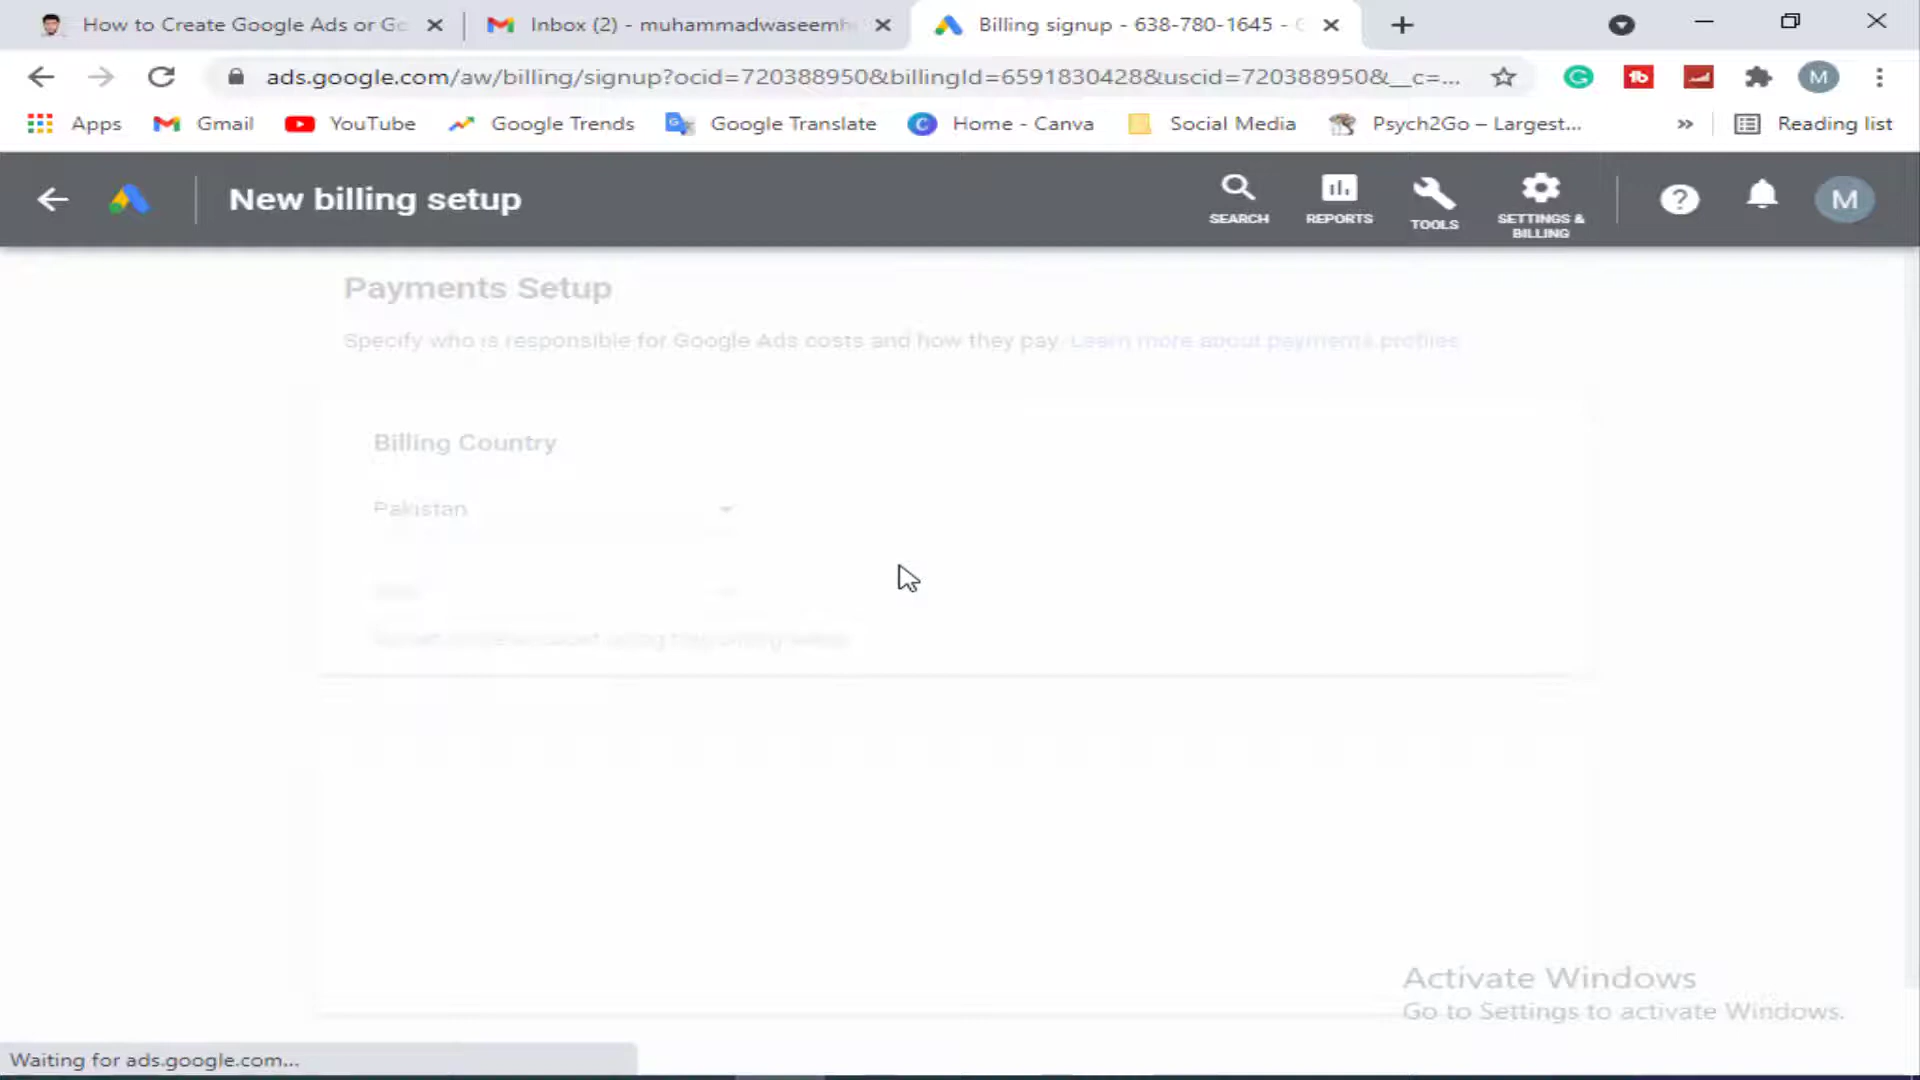 How to Create Google Ads or Go
Inbox (2) - muhammadwaseemh
Billing signup - 638-780-1645 - G
ads.google.com/aw/billing/signup?ocid=720388950&billingId=6591830428&uscid=720388950&__c=...
Apps
Gmail
YouTube
Google Trends
Google Translate
Home - Canva
Social Media
Psych2Go – Largest...
»
Reading list
New billing setup
SEARCH
REPORTS
TOOLS
SETTINGS &
BILLING
M
Payments Setup
Specify who is responsible for Google Ads costs and how they pay. Learn more about payments profiles
Billing Country
Pakistan
Activate Windows
Go to Settings to activate Windows.
Waiting for ads.google.com...